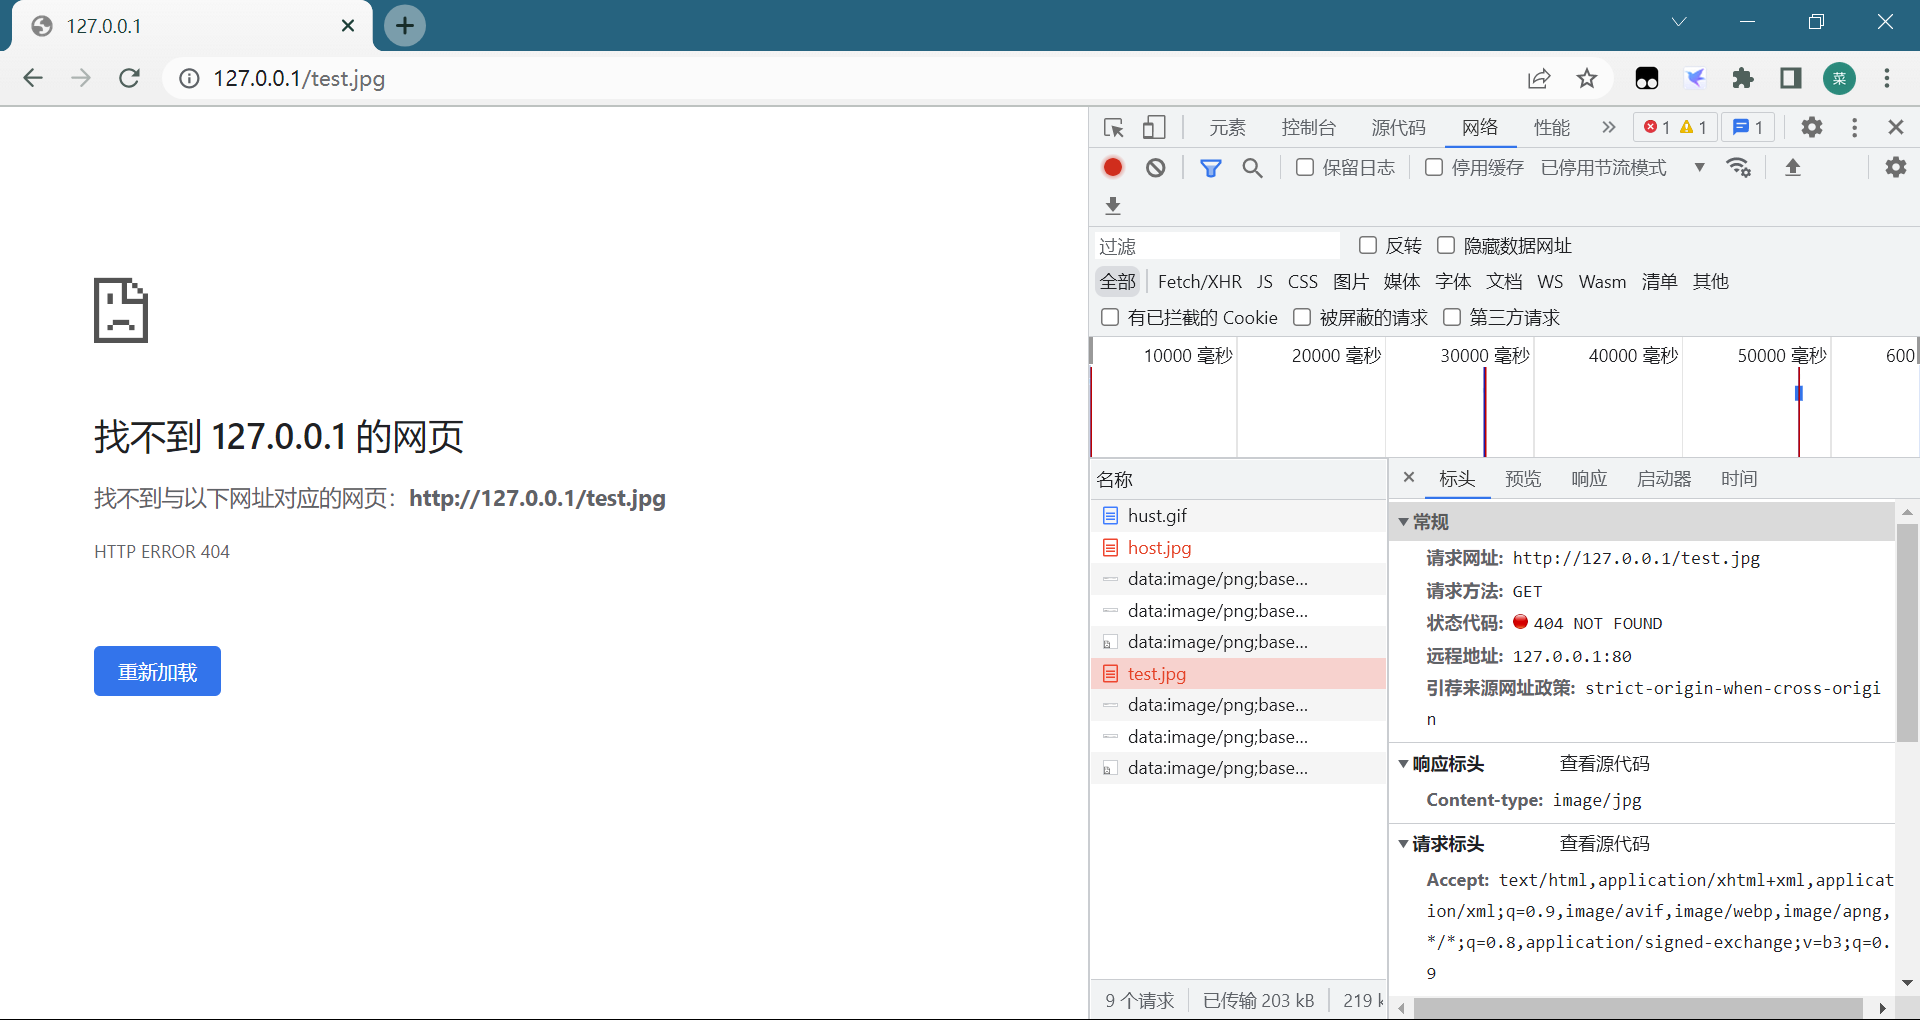 127.0.0.1
127.0.0.1/test.jpg
菜
找不到 127.0.0.1 的网页
找不到与以下网址对应的网页：http://127.0.0.1/test.jpg
HTTP ERROR 404
重新加载
元素 控制台 源代码 网络 性能 1 1 1
保留日志 停用缓存 已停用节流模式
过滤 反转 隐藏数据网址
全部 Fetch/XHR JS CSS 图片 媒体 字体 文档 WS Wasm 清单 其他
有已拦截的 Cookie 被屏蔽的请求 第三方请求
10000 毫秒 20000 毫秒 30000 毫秒 40000 毫秒 50000 毫秒 600
名称
hust.gif
host.jpg
data:image/png;base...
data:image/png;base...
data:image/png;base...
test.jpg
data:image/png;base...
data:image/png;base...
data:image/png;base...
9 个请求 已传输 203 kB 219 k
标头 预览 响应 启动器 时间
常规
请求网址: http://127.0.0.1/test.jpg
请求方法: GET
状态代码: 404 NOT FOUND
远程地址: 127.0.0.1:80
引荐来源网址政策: strict-origin-when-cross-origi
n
响应标头 查看源代码
Content-type: image/jpg
请求标头 查看源代码
Accept: text/html,application/xhtml+xml,applicat
ion/xml;q=0.9,image/avif,image/webp,image/apng,
*/*;q=0.8,application/signed-exchange;v=b3;q=0.
9